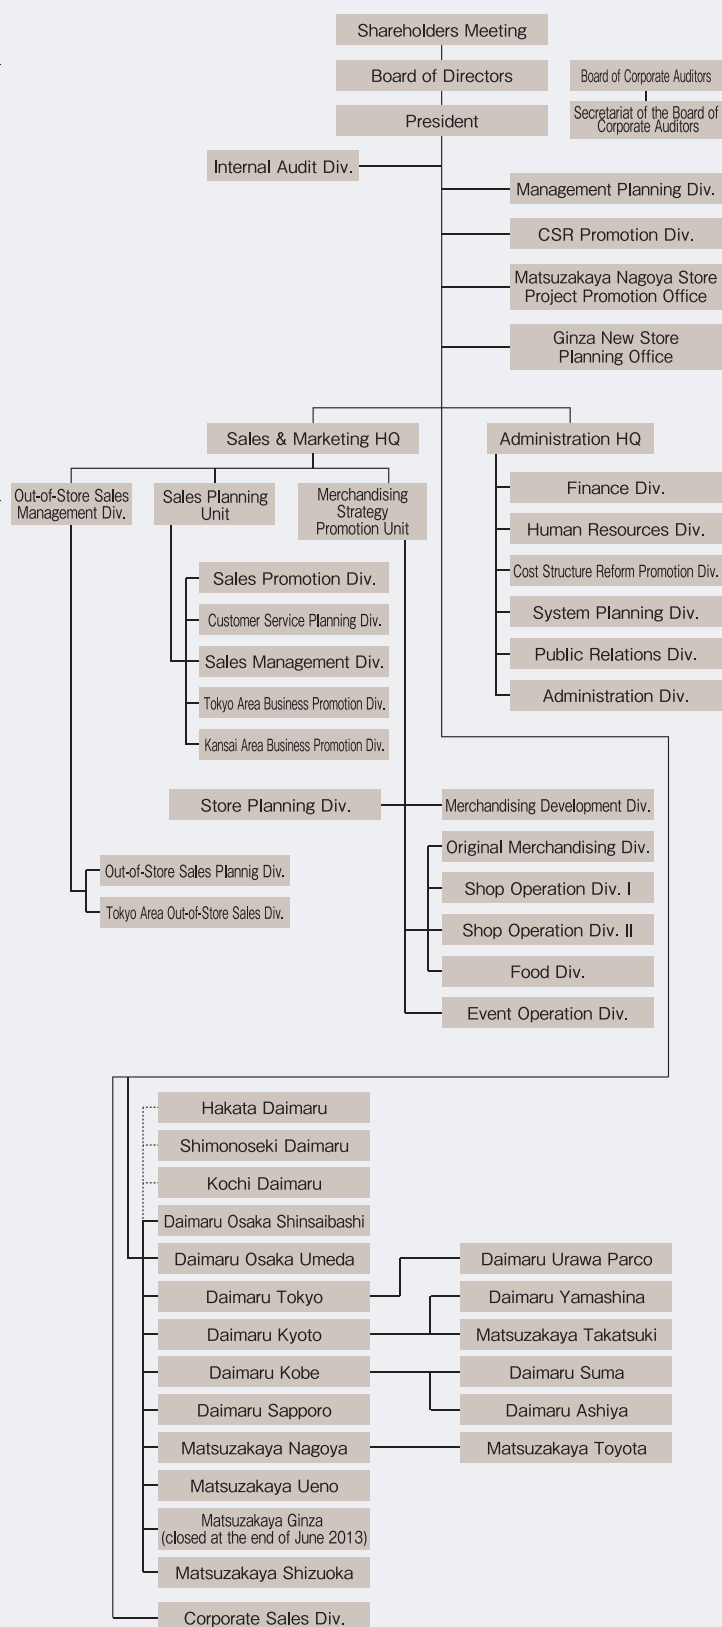 Shareholders Meeting
Board of Directors
Board of Corporate Auditors
President
Secretariat of the Board of
Corporate Auditors
Internal Audit Div.
Management Planning Div.
CSR Promotion Div.
Matsuzakaya Nagoya Store
Project Promotion Office
Ginza New Store
Planning Office
Sales & Marketing HQ
Administration HQ
Out-of-Store Sales
Management Div.
Sales Planning
Unit
Merchandising
Strategy
Promotion Unit
Finance Div.
Human Resources Div.
Cost Structure Reform Promotion Div.
System Planning Div.
Public Relations Div.
Administration Div.
Sales Promotion Div.
Customer Service Planning Div.
Sales Management Div.
Tokyo Area Business Promotion Div.
Kansai Area Business Promotion Div.
Store Planning Div.
Merchandising Development Div.
Original Merchandising Div.
Shop Operation Div. I
Shop Operation Div. II
Food Div.
Event Operation Div.
Out-of-Store Sales Plannig Div.
Tokyo Area Out-of-Store Sales Div.
Hakata Daimaru
Shimonoseki Daimaru
Kochi Daimaru
Daimaru Osaka Shinsaibashi
Daimaru Osaka Umeda
Daimaru Urawa Parco
Daimaru Tokyo
Daimaru Yamashina
Daimaru Kyoto
Matsuzakaya Takatsuki
Daimaru Kobe
Daimaru Suma
Daimaru Sapporo
Daimaru Ashiya
Matsuzakaya Nagoya
Matsuzakaya Toyota
Matsuzakaya Ueno
Matsuzakaya Ginza
(closed at the end of June 2013)
Matsuzakaya Shizuoka
Corporate Sales Div.